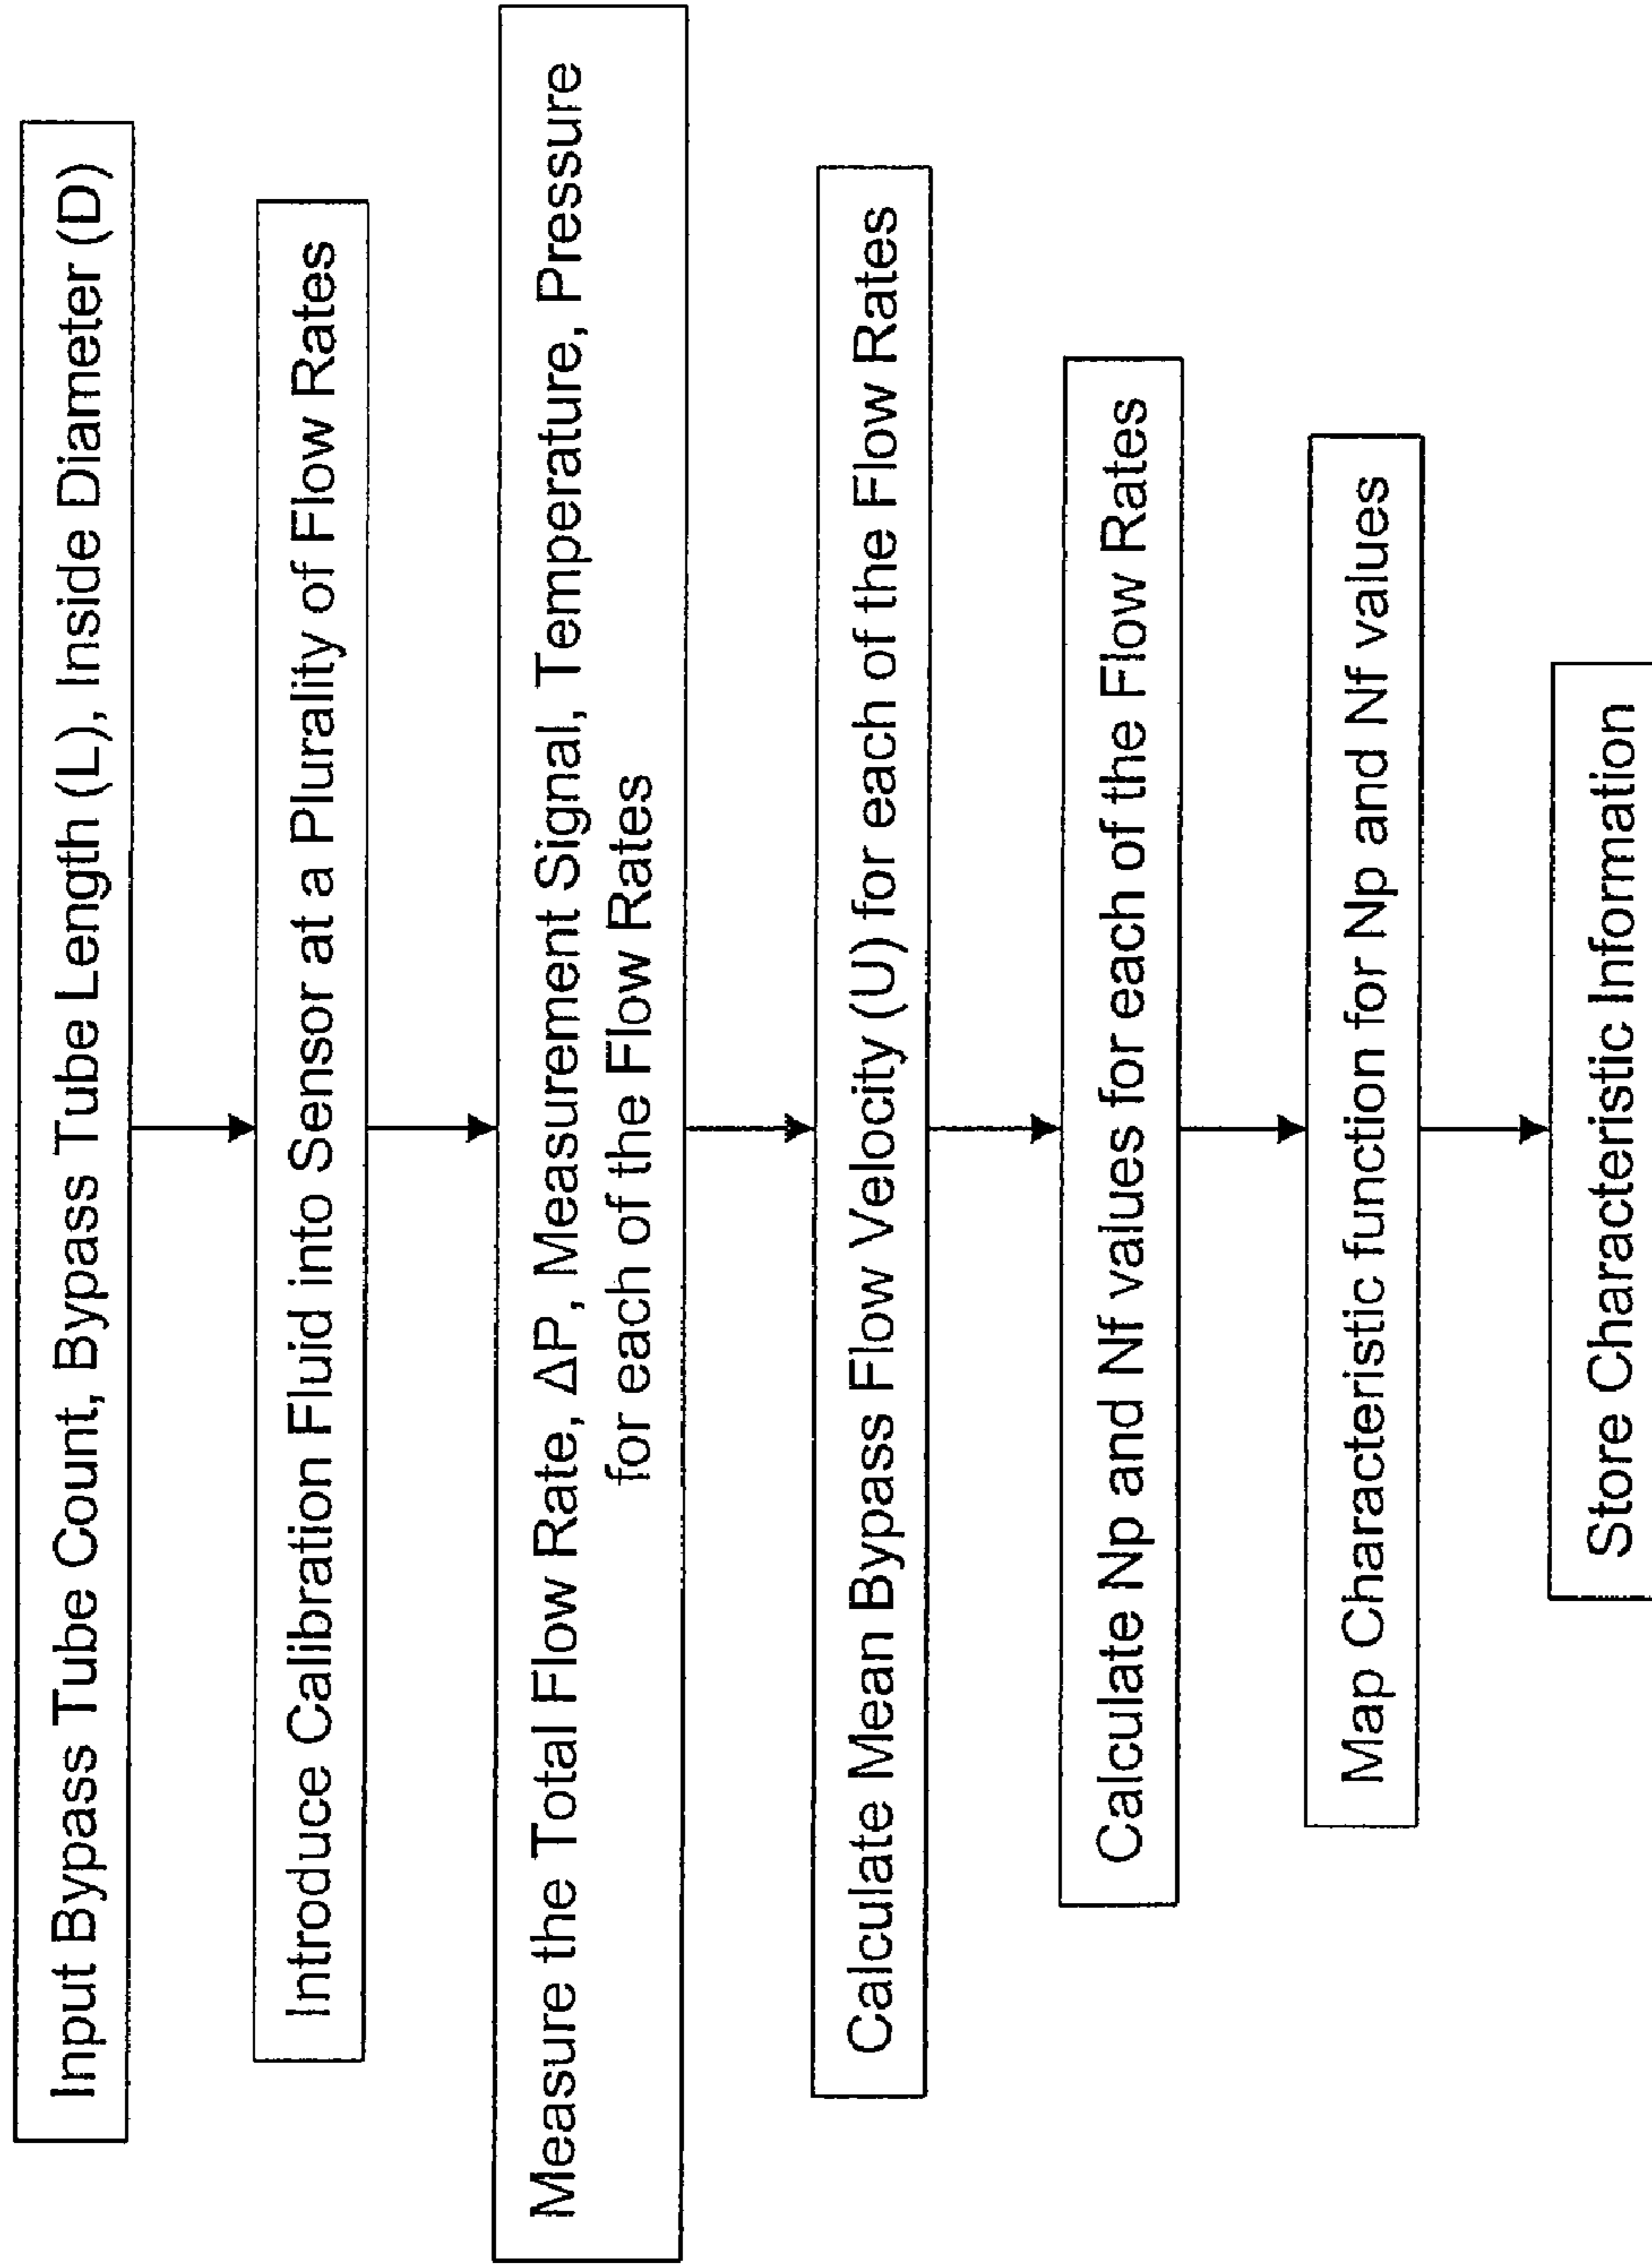 Input Bypass Tube Count, Bypass Tube Length (L), Inside Diameter (D)
Introduce Calibration Fluid into Sensor at a Plurality of Flow Rates
Measure the Total Flow Rate, ΔP, Measurement Signal, Temperature, Pressure
for each of the Flow Rates
Calculate Mean Bypass Flow Velocity (U) for each of the Flow Rates
Calculate Np and Nf values for each of the Flow Rates
Map Characteristic function for Np and Nf values
Store Characteristic Information